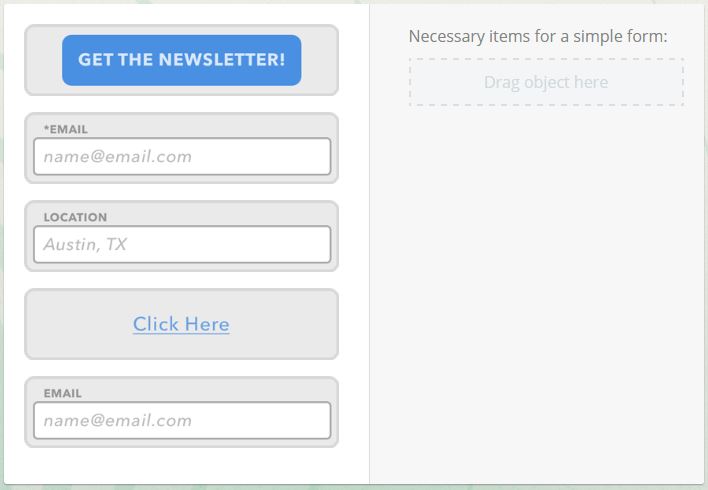 GET THE NEWSLETTER!
*EMAIL
name@email.com
LOCATION
Austin, TX
Click Here
EMAIL
name@email.com
Necessary items for a simple form:
Drag object here